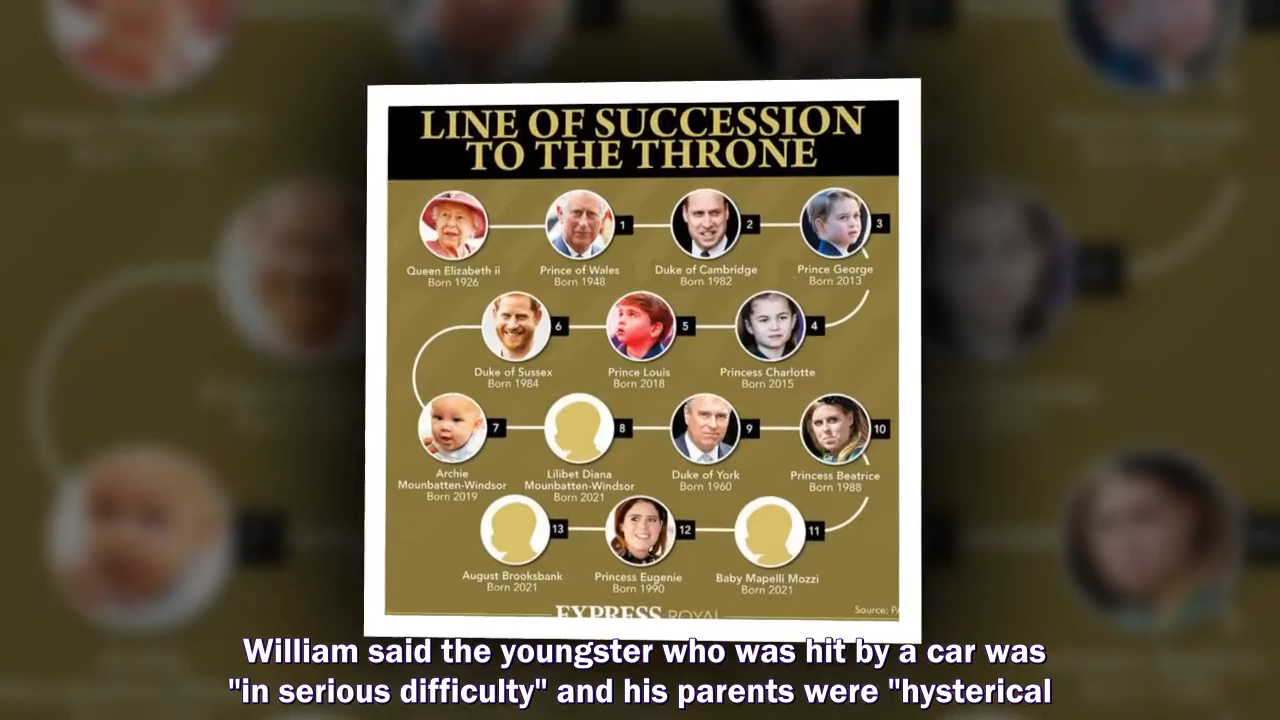 LINE OF SUCCESSION
TO THE THRONE
1
2
3
Queen Elizabeth ii
Born 1926
Prince of Wales
Born 1948
Duke of Cambridge
Born 1982
Prince George
Born 2013
6
5
4
Duke of Sussex
Born 1984
Prince Louis
Born 2018
Princess Charlotte
Born 2015
7
8
9
10
Archie
Mounbatten-Windsor
Born 2019
Lilibet Diana
Mounbatten-Windsor
Born 2021
Duke of York
Born 1960
Princess Beatrice
Born 1988
13
12
11
August Brooksbank
Born 2021
Princess Eugenie
Born 1990
Baby Mapelli Mozzi
Born 2021
EXPRESS ROYAL
Source: PA
William said the youngster who was hit by a car was
"in serious difficulty" and his parents were "hysterical